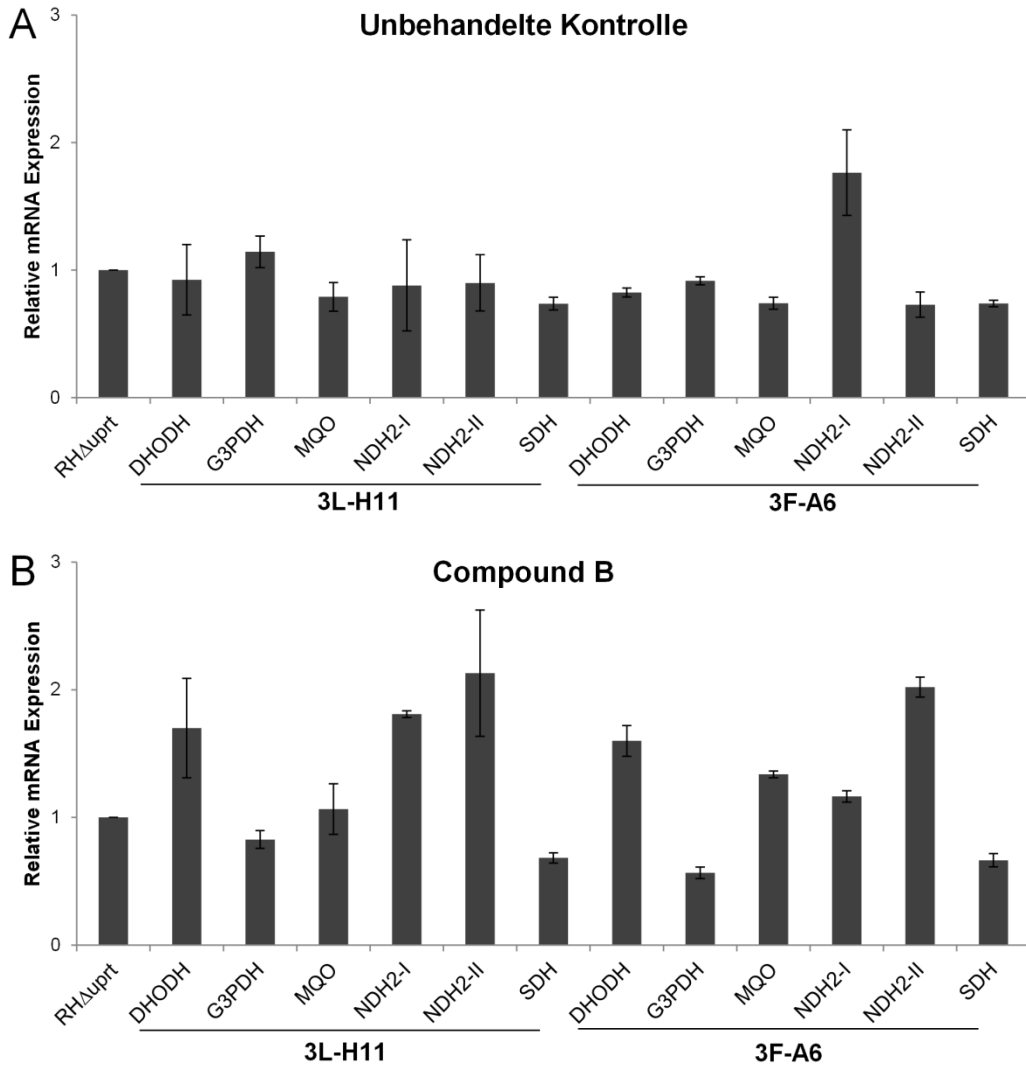 A
Unbehandelte Kontrolle
Relative mRNA Expression
3
2
1
0
RHΔuprt
DHODH
G3PDH
MQO
NDH2-I
NDH2-II
SDH
DHODH
G3PDH
MQO
NDH2-I
NDH2-II
SDH
3L-H11
3F-A6
B
Compound B
Relative mRNA Expression
3
2
1
0
RHΔuprt
DHODH
G3PDH
MQO
NDH2-I
NDH2-II
SDH
DHODH
G3PDH
MQO
NDH2-I
NDH2-II
SDH
3L-H11
3F-A6